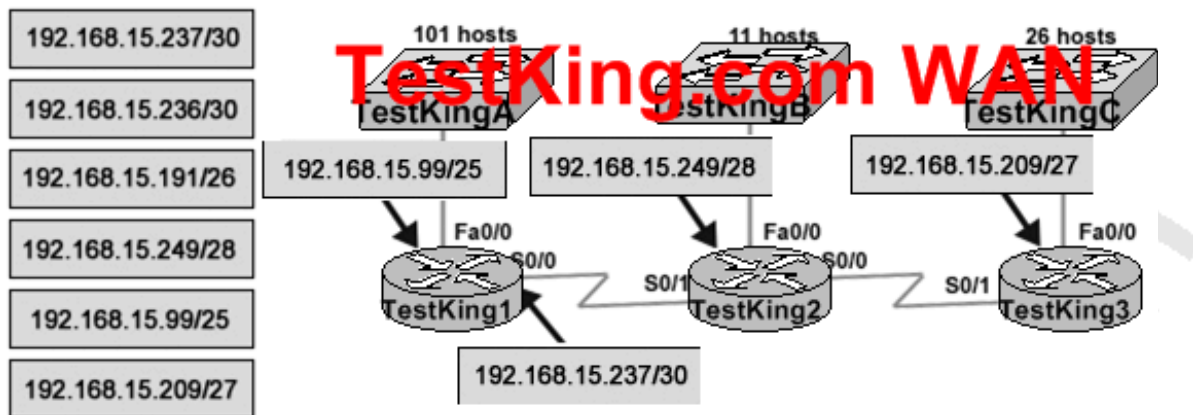 192.168.15.237/30
192.168.15.236/30
192.168.15.191/26
192.168.15.249/28
192.168.15.99/25
192.168.15.209/27
101 hosts
11 hosts
26 hosts
TestKing.com WAN
TestKingA
TestKingB
TestKingC
192.168.15.99/25
192.168.15.249/28
192.168.15.209/27
Fa0/0
Fa0/0
Fa0/0
S0/0
S0/1
S0/0
S0/1
TestKing1
TestKing2
TestKing3
192.168.15.237/30